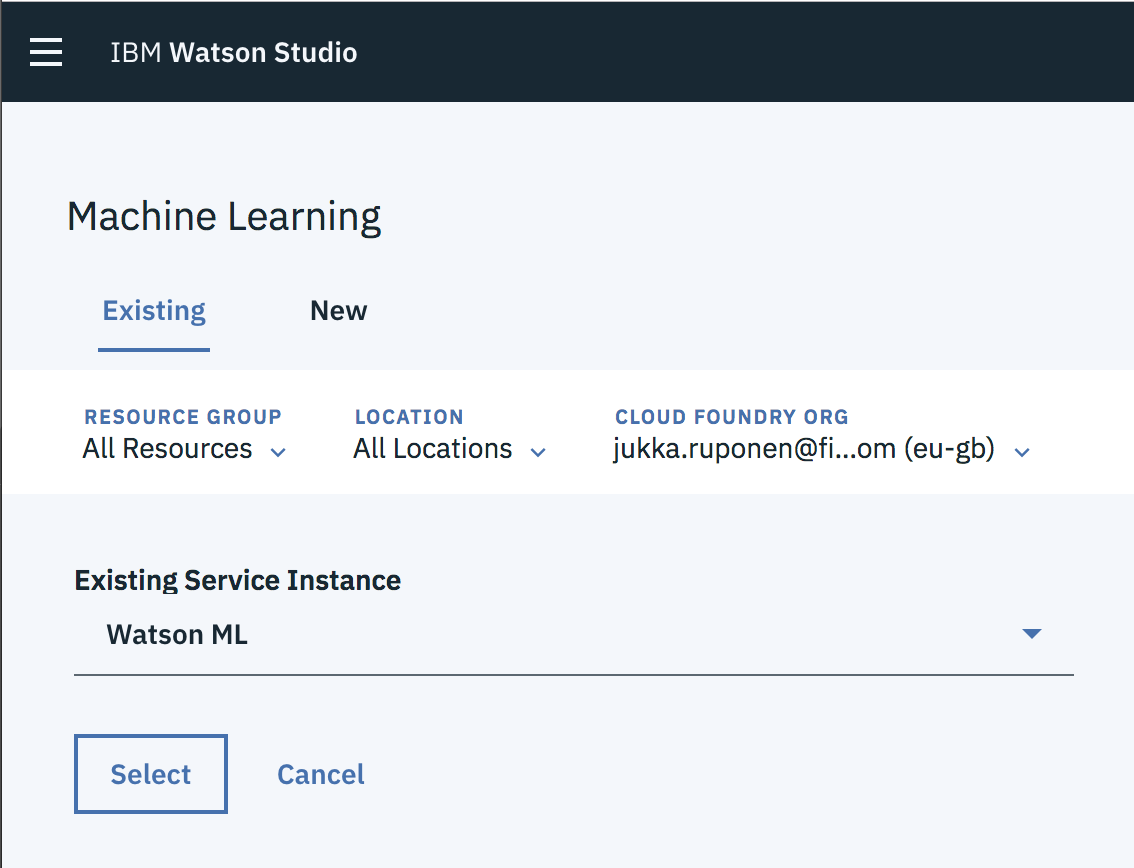 IBM Watson Studio
Machine Learning
Existing New
RESOURCE GROUP LOCATION CLOUD FOUNDRY ORG
All Resources All Locations jukka.ruponen@fi...om (eu-gb)
Existing Service Instance
Watson ML
Select Cancel